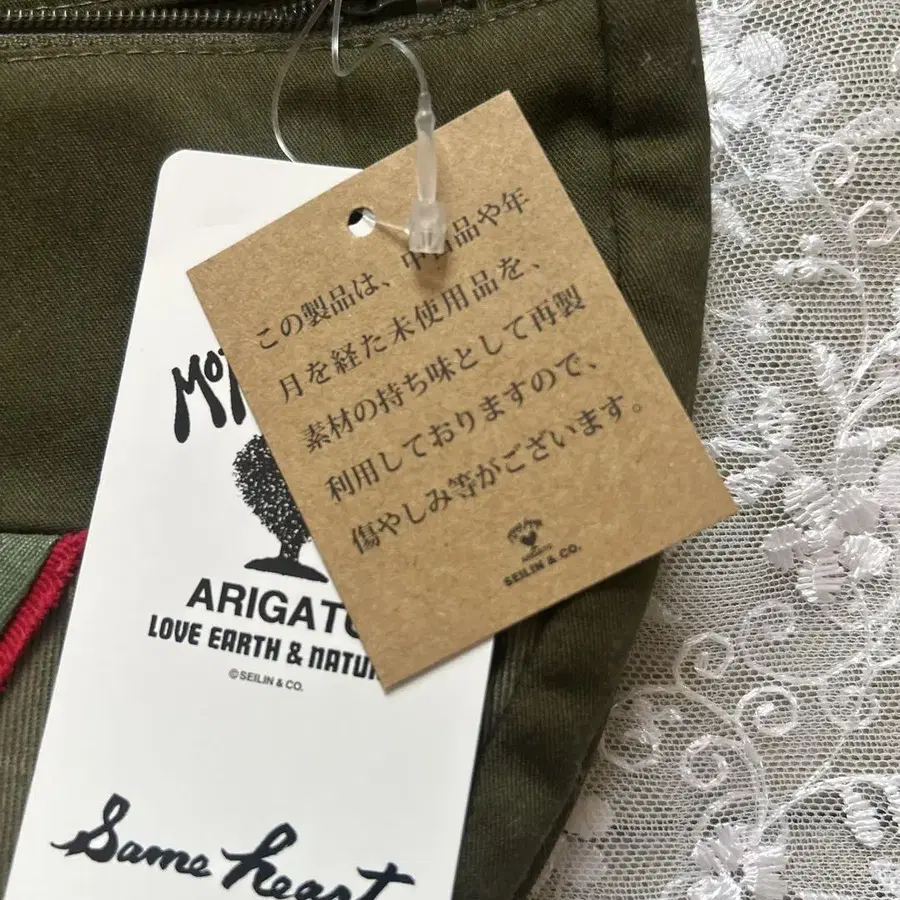 この製品は、中古品や年
月を経た未使用品を、
素材の持ち味として再製
利用しておりますので、
傷やしみ等がございます。
SEILIN & CO.
ARIGATO
LOVE EARTH & NATU
©SEILIN & CO.
Same heart